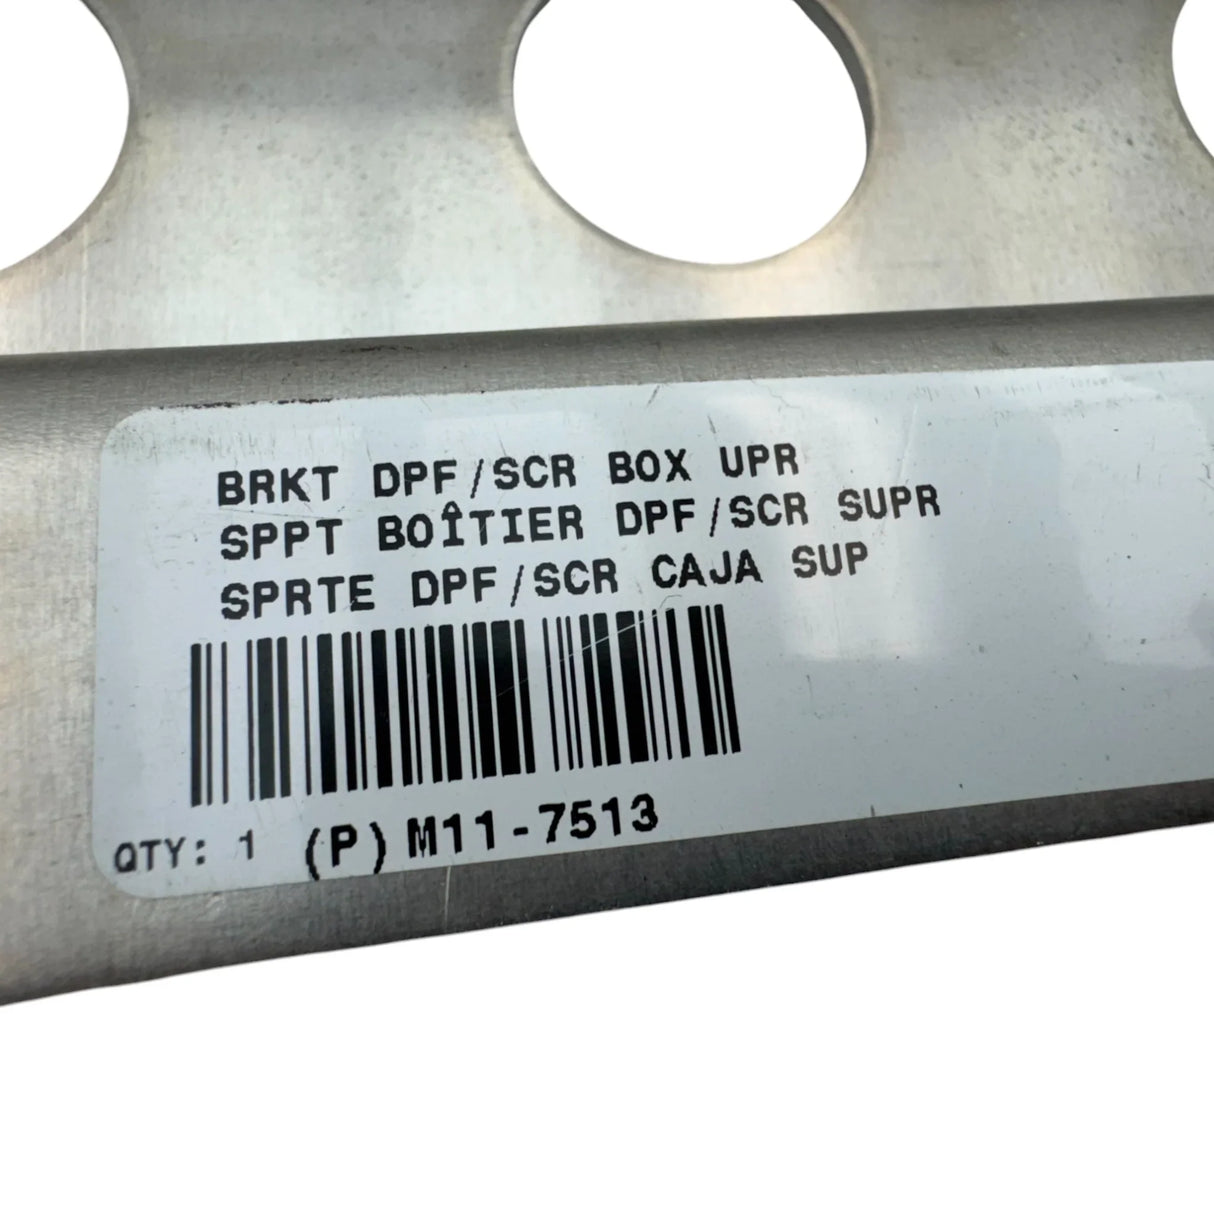 BRKT DPF/SCR BOX UPR
SPPT BOÎTIER DPF/SCR SUPR
SPRTE DPF/SCR CAJA SUP
QTY: 1 (P)M11-7513